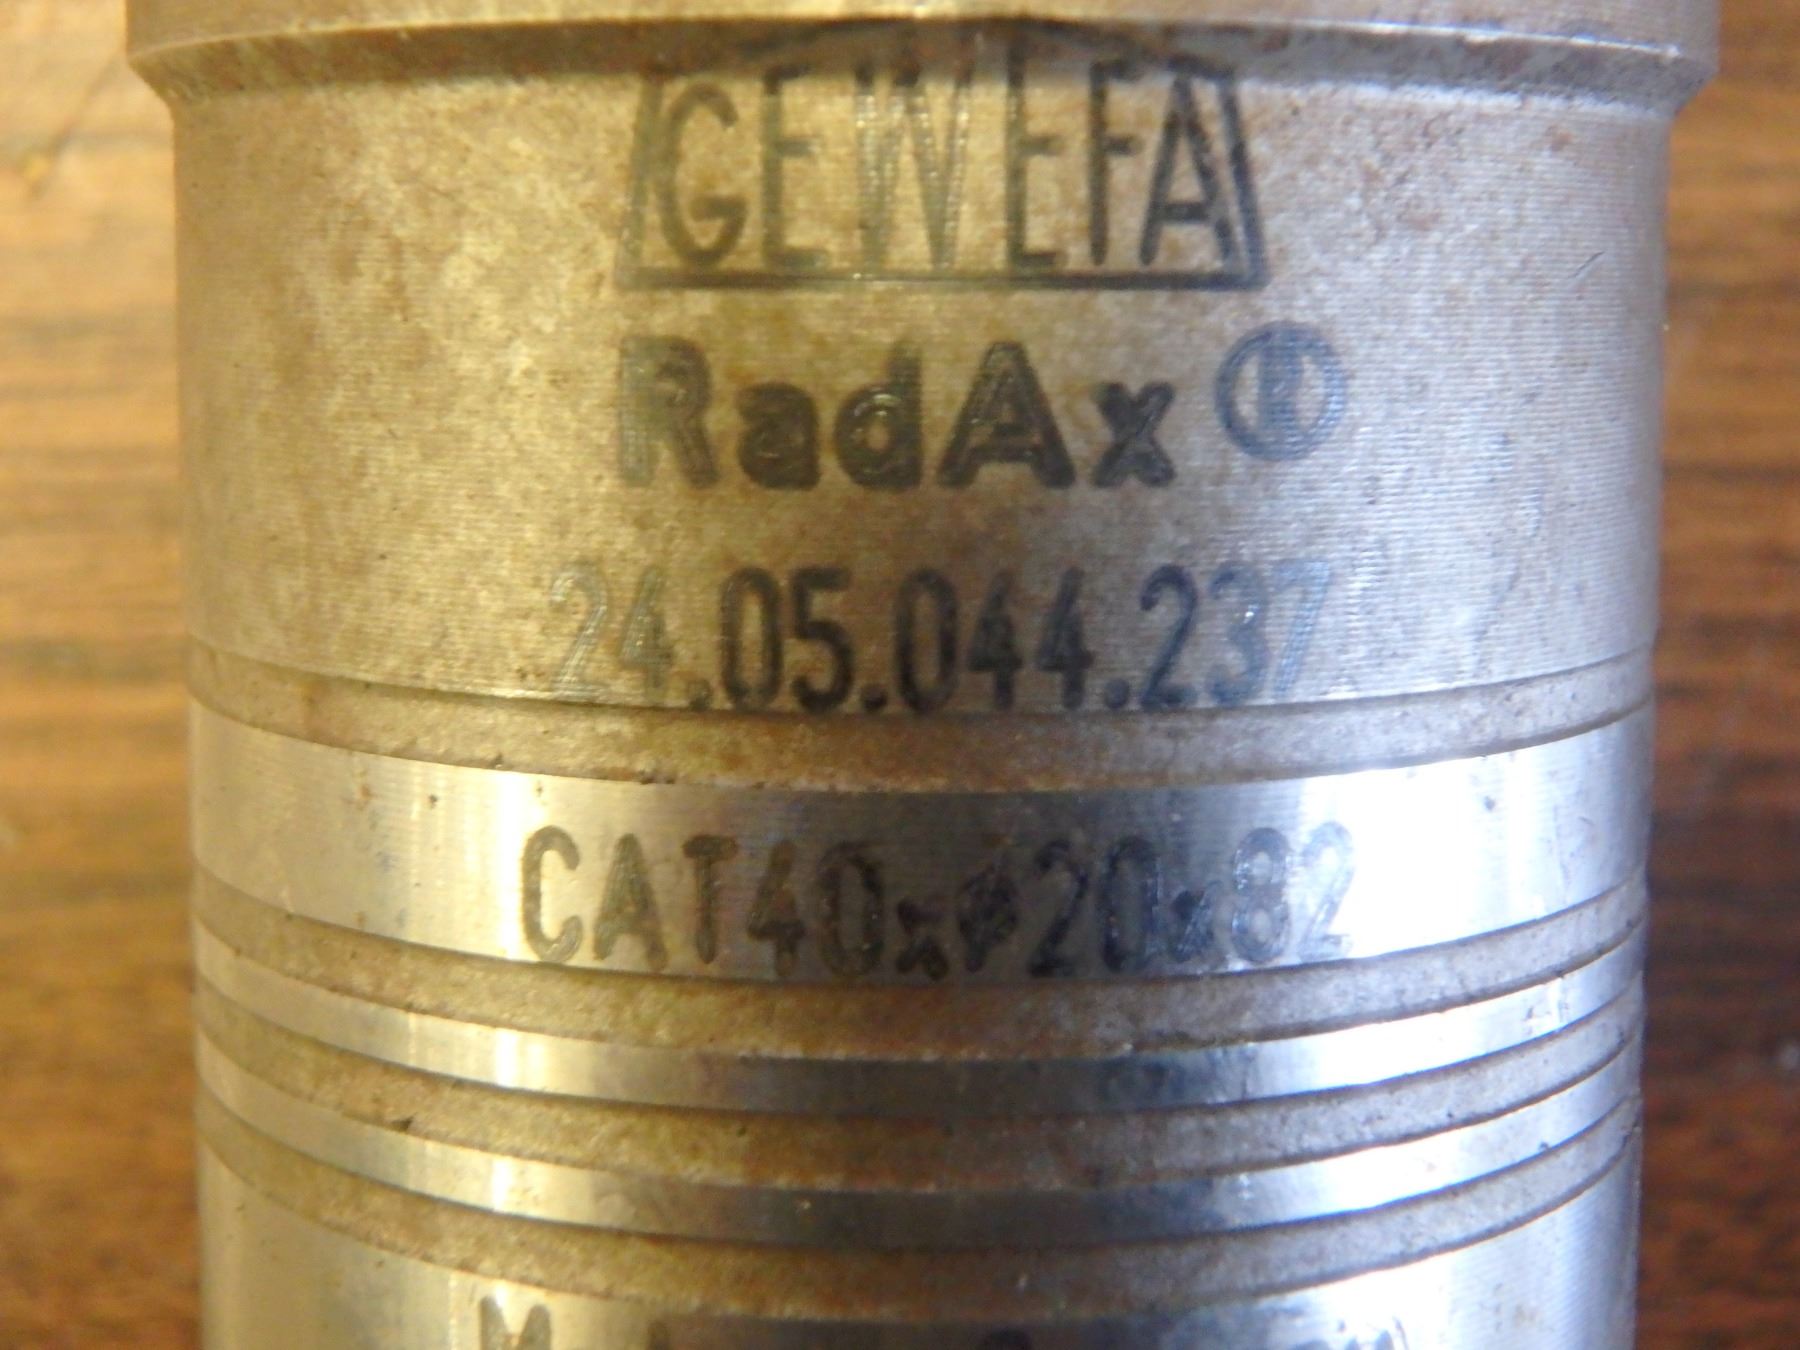 GEWEFA
RadAx ®
24.05.044.237
CAT40xø20x82